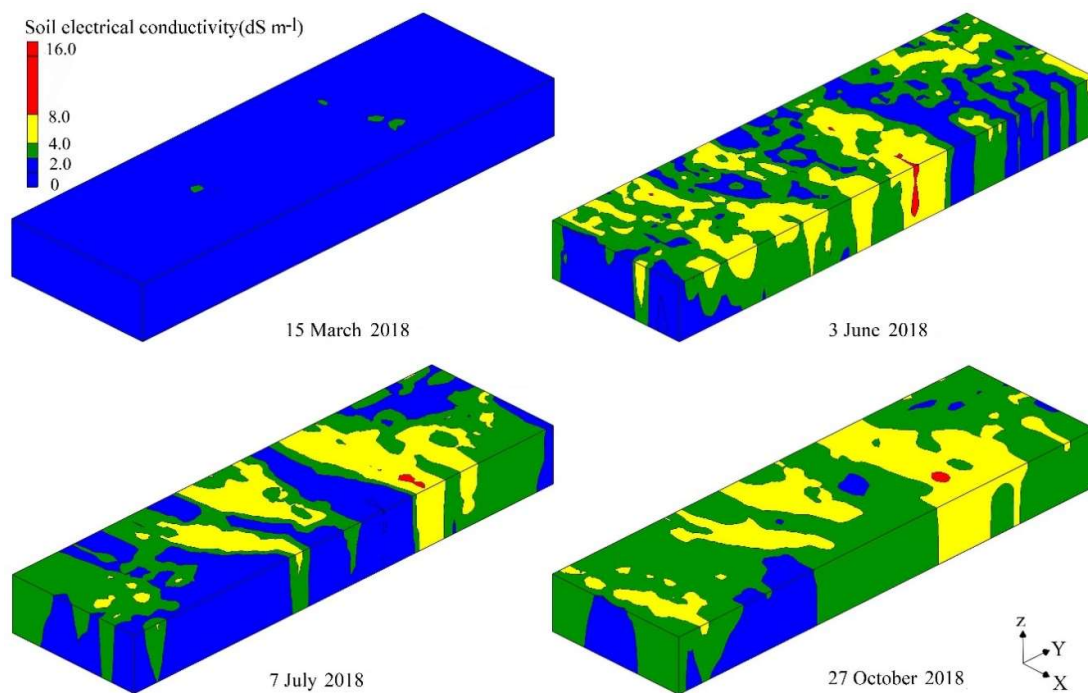 Soil electrical conductivity(dS m-l)
16.0
8.0
4.0
2.0
0
15 March 2018
3 June 2018
7 July 2018
27 October 2018
z
Y
X